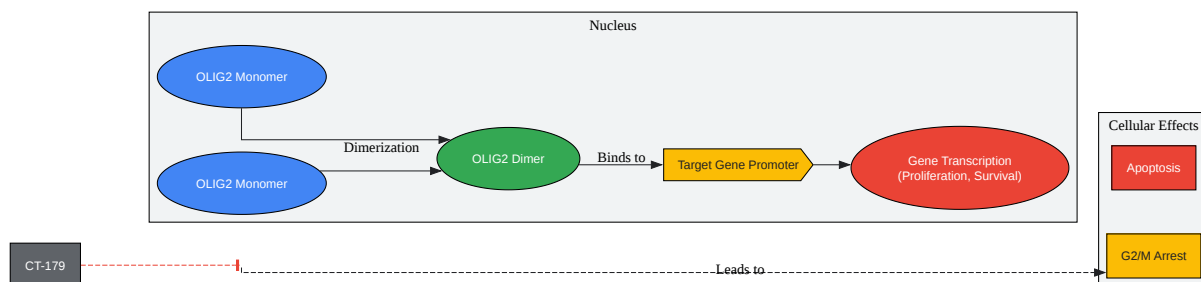 Nucleus
OLIG2 Monomer
Dimerization
OLIG2 Monomer
OLIG2 Dimer
Binds to
Target Gene Promoter
Gene Transcription
(Proliferation, Survival)
Cellular Effects
Apoptosis
G2/M Arrest
CT-179
Leads to